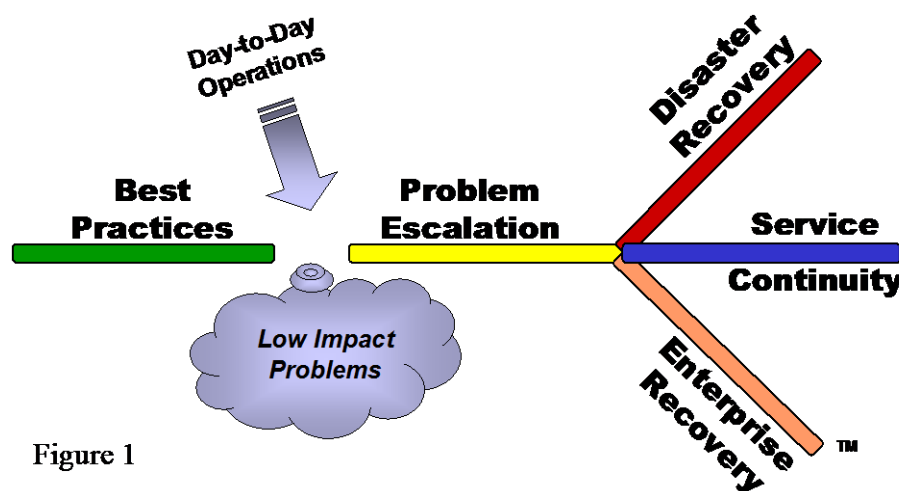 Day-to-Day
Operations
Best
Practices
Problem
Escalation
Disaster
Recovery
Service
Continuity
Low Impact
Problems
Enterprise
Recovery
TM
Figure 1